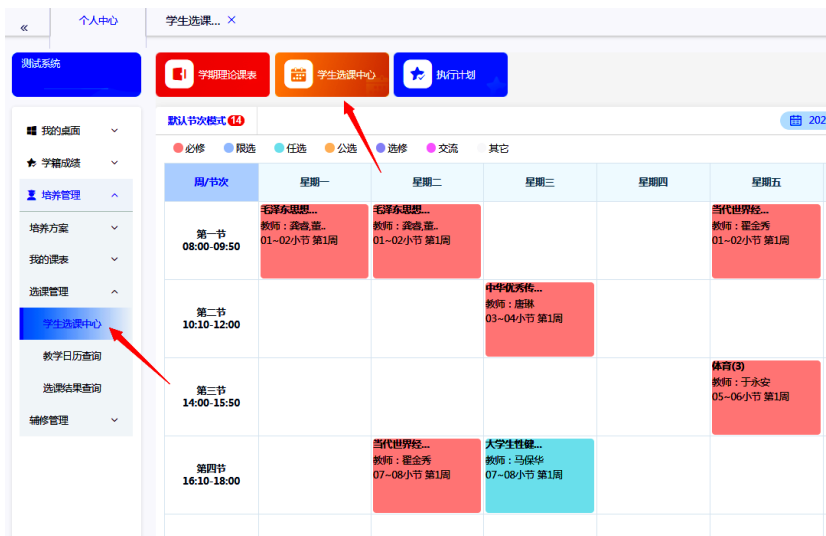 «
个人中心
学生选课... ×
测试系统
学期理论课表
学生选课中心
执行计划
默认节次模式 14
202
我的桌面
学籍成绩
培养管理
培养方案
我的课表
选课管理
学生选课中心
教学日历查询
选课结果查询
辅修管理
必修 限选 任选 公选 选修 交流 其它
周/节次 星期一 星期二 星期三 星期四 星期五
第一节
08:00-09:50
毛泽东思想...
教师：龚睿,董..
01~02小节 第1周
毛泽东思想...
教师：龚睿,董..
01~02小节 第1周
当代世界经...
教师：翟金秀
01~02小节 第1周
第二节
10:10-12:00
中华优秀传...
教师：唐琳
03~04小节 第1周
第三节
14:00-15:50
体育(3)
教师：于永安
05~06小节 第1周
第四节
16:10-18:00
当代世界经...
教师：翟金秀
07~08小节 第1周
大学生性健...
教师：马保华
07~08小节 第1周